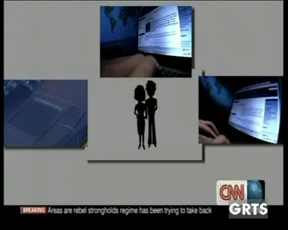 CNN
GRTS
BREAKING Areas are rebel strongholds regime has been trying to take back